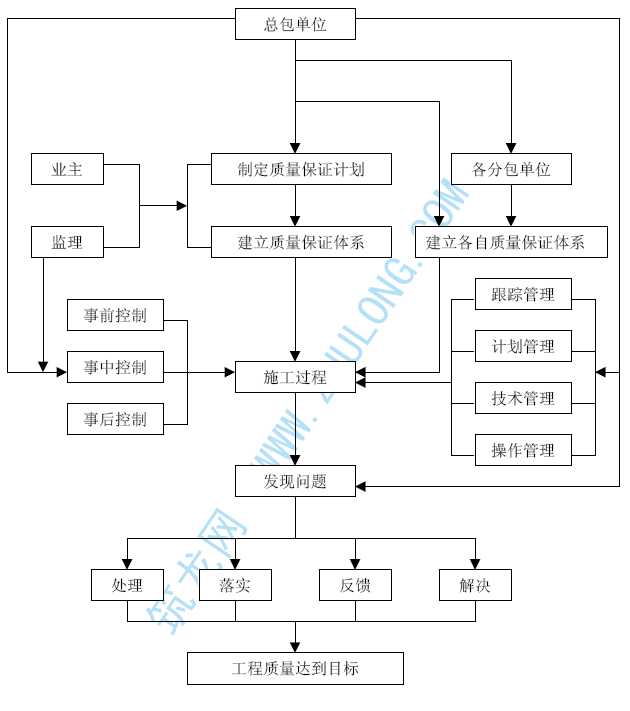 总包单位
业主
制定质量保证计划
各分包单位
监理
建立质量保证体系
建立各自质量保证体系
事前控制
跟踪管理
计划管理
事中控制
施工过程
技术管理
事后控制
操作管理
发现问题
处理
落实
反馈
解决
工程质量达到目标
筑龙网 WWW.ZHULONG.COM